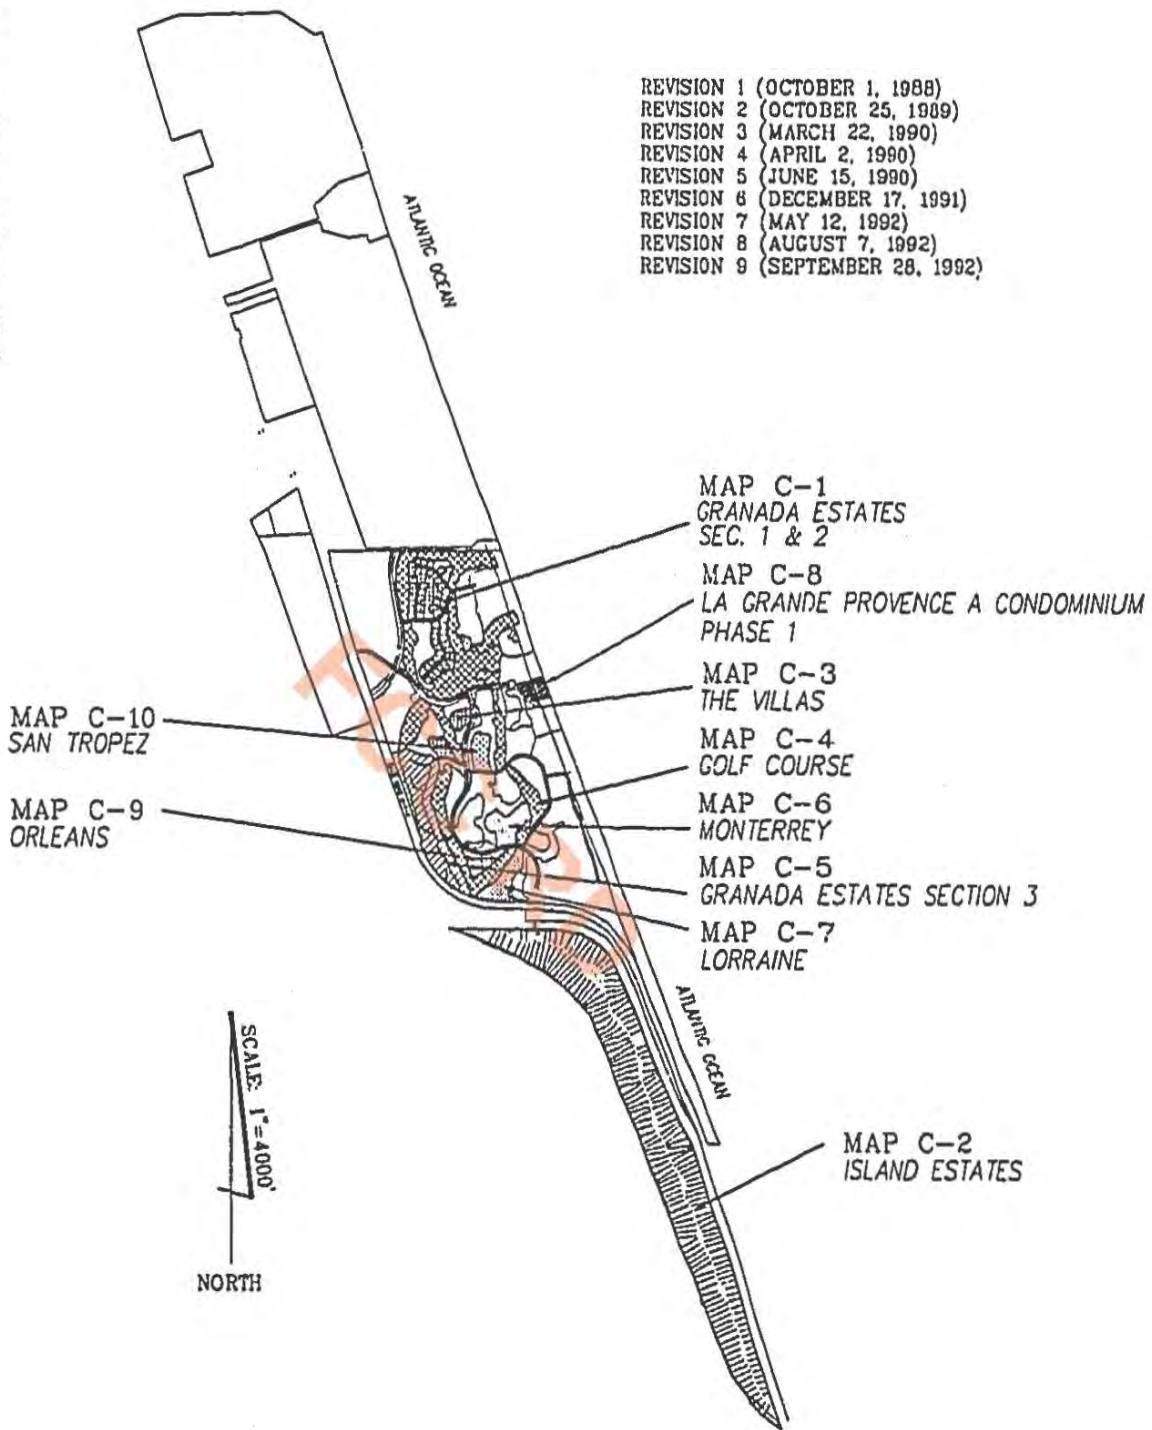 REVISION 1 (OCTOBER 1, 1988)
REVISION 2 (OCTOBER 25, 1989)
REVISION 3 (MARCH 22, 1990)
REVISION 4 (APRIL 2, 1990)
REVISION 5 (JUNE 15, 1990)
REVISION 6 (DECEMBER 17, 1991)
REVISION 7 (MAY 12, 1992)
REVISION 8 (AUGUST 7, 1992)
REVISION 9 (SEPTEMBER 28, 1992)
ATLANTIC OCEAN
MAP C-1
GRANADA ESTATES
SEC. 1 & 2
MAP C-8
LA GRANDE PROVENCE A CONDOMINIUM
PHASE 1
MAP C-3
THE VILLAS
MAP C-10
SAN TROPEZ
MAP C-4
GOLF COURSE
MAP C-6
MONTERREY
MAP C-9
ORLEANS
MAP C-5
GRANADA ESTATES SECTION 3
MAP C-7
LORRAINE
ATLANTIC OCEAN
SCALE: 1"=4000'
NORTH
MAP C-2
ISLAND ESTATES